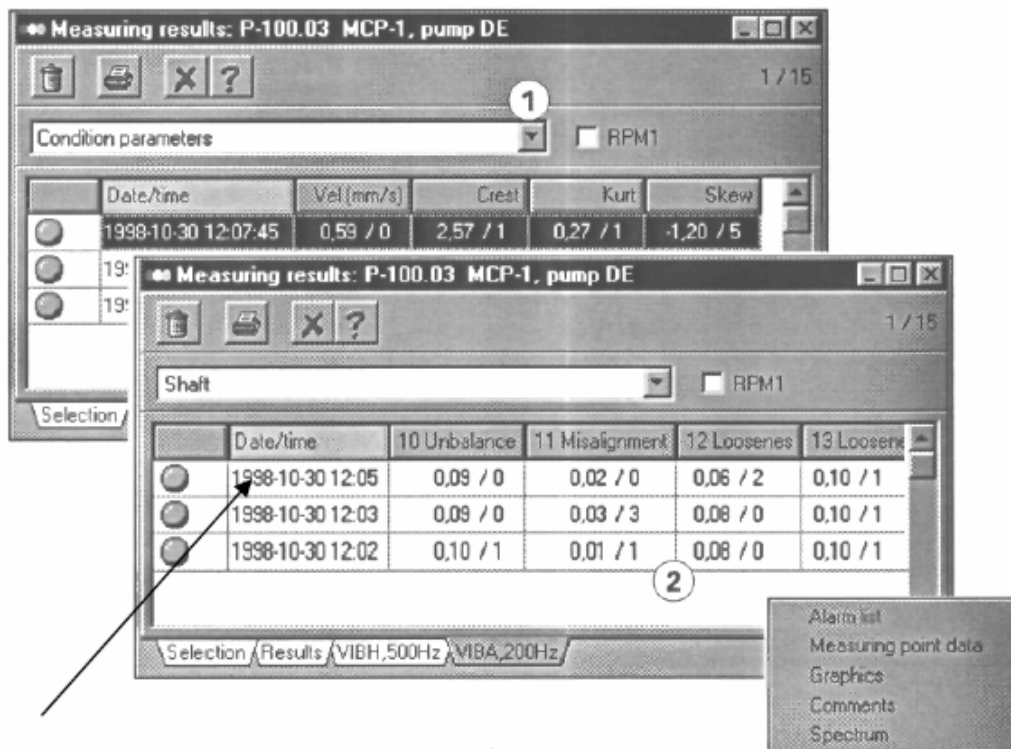 Measuring results: P-100.03 MCP-1, pump DE
1 / 15
1
Condition parameters
RPM1
Date/time Vel (mm/s) Crest Kurt Skew
1998-10-30 12:07:45 0,59 / 0 2,57 / 1 0,27 / 1 -1,20 / 5
19
19
Selection
Measuring results: P-100.03 MCP-1, pump DE
1 / 15
Shaft
RPM1
Date/time 10 Unbalance 11 Misalignment 12 Loosenes 13 Loosene
1998-10-30 12:05 0,09 / 0 0,02 / 0 0,06 / 2 0,10 / 1
1998-10-30 12:03 0,09 / 0 0,03 / 3 0,08 / 0 0,10 / 1
1998-10-30 12:02 0,10 / 1 0,01 / 1 0,08 / 0 0,10 / 1
2
Selection Results VIBH,500Hz VIBA,200Hz
Alarm list
Measuring point data
Graphics
Comments
Spectrum